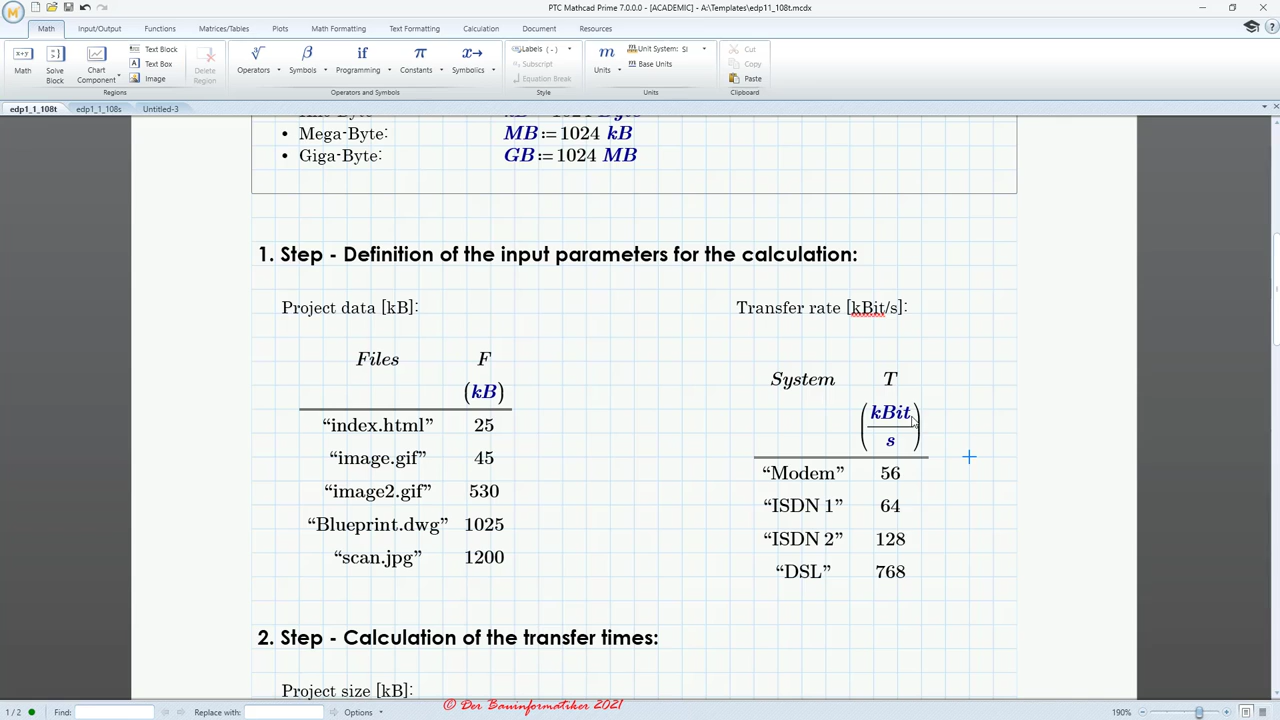 PTC Mathcad Prime 7.0.0.0 - [ACADEMIC] - A:\Templates\edp11_108t.mcdx
Math Input/Output Functions Matrices/Tables Plots Math Formatting Text Formatting Calculation Document Resources
Math
Solve Block
Chart Component
Text Block
Text Box
Image
Delete Region
Operators
Symbols
Programming
Constants
Symbolics
Labels
Subscript
Equation Break
Units
Unit System: SI
Base Units
Cut
Copy
Paste
Regions Operators and Symbols Style Units Clipboard
edp1_1_108t edp1_1_108s Untitled-3
• Mega-Byte: MB:=1024 kB
• Giga-Byte: GB:=1024 MB
1. Step - Definition of the input parameters for the calculation:
Project data [kB]: Transfer rate [kBit/s]:
Files F
(kB)
"index.html" 25
"image.gif" 45
"image2.gif" 530
"Blueprint.dwg" 1025
"scan.jpg" 1200
System T
(kBit
s)
"Modem" 56
"ISDN 1" 64
"ISDN 2" 128
"DSL" 768
2. Step - Calculation of the transfer times:
Project size [kB]:
© Der Bauinformatiker 2021
1 / 2 Find: Replace with: Options 190%